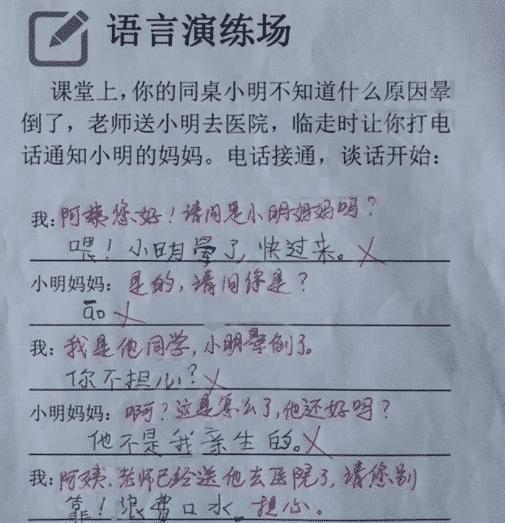 语言演练场
课堂上，你的同桌小明不知道什么原因晕
倒了，老师送小明去医院，临走时让你打电
话通知小明的妈妈。电话接通，谈话开始：
我：阿姨您好！请问是小明妈妈吗？
喂！小明晕了，快过来。
小明妈妈：是的，请问你是？
我：我是他同学，小明晕倒了。
你不担心？
小明妈妈：啊？这是怎么了，他还好吗？
他不是我亲生的。
我：阿姨，老师已经送他去医院了，请您别
靠！浪费口水。担心。